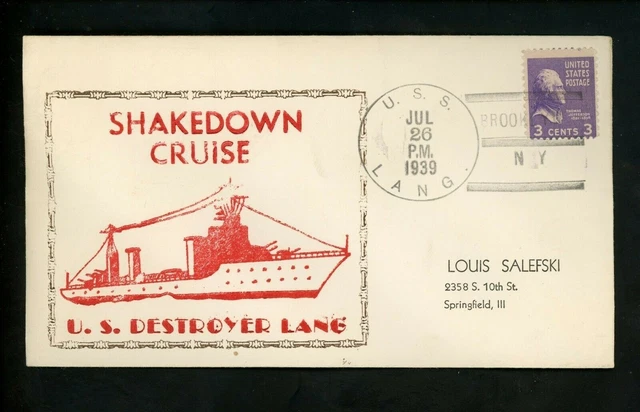 SHAKEDOWN
CRUISE
U. S. DESTROYER LANG
U. S. S.
JUL
26
P.M.
1939
LANG.
BROOK
N Y
UNITED
STATES
POSTAGE
3 CENTS 3
LOUIS SALEFSKI
2358 S. 10th St.
Springfield, Ill